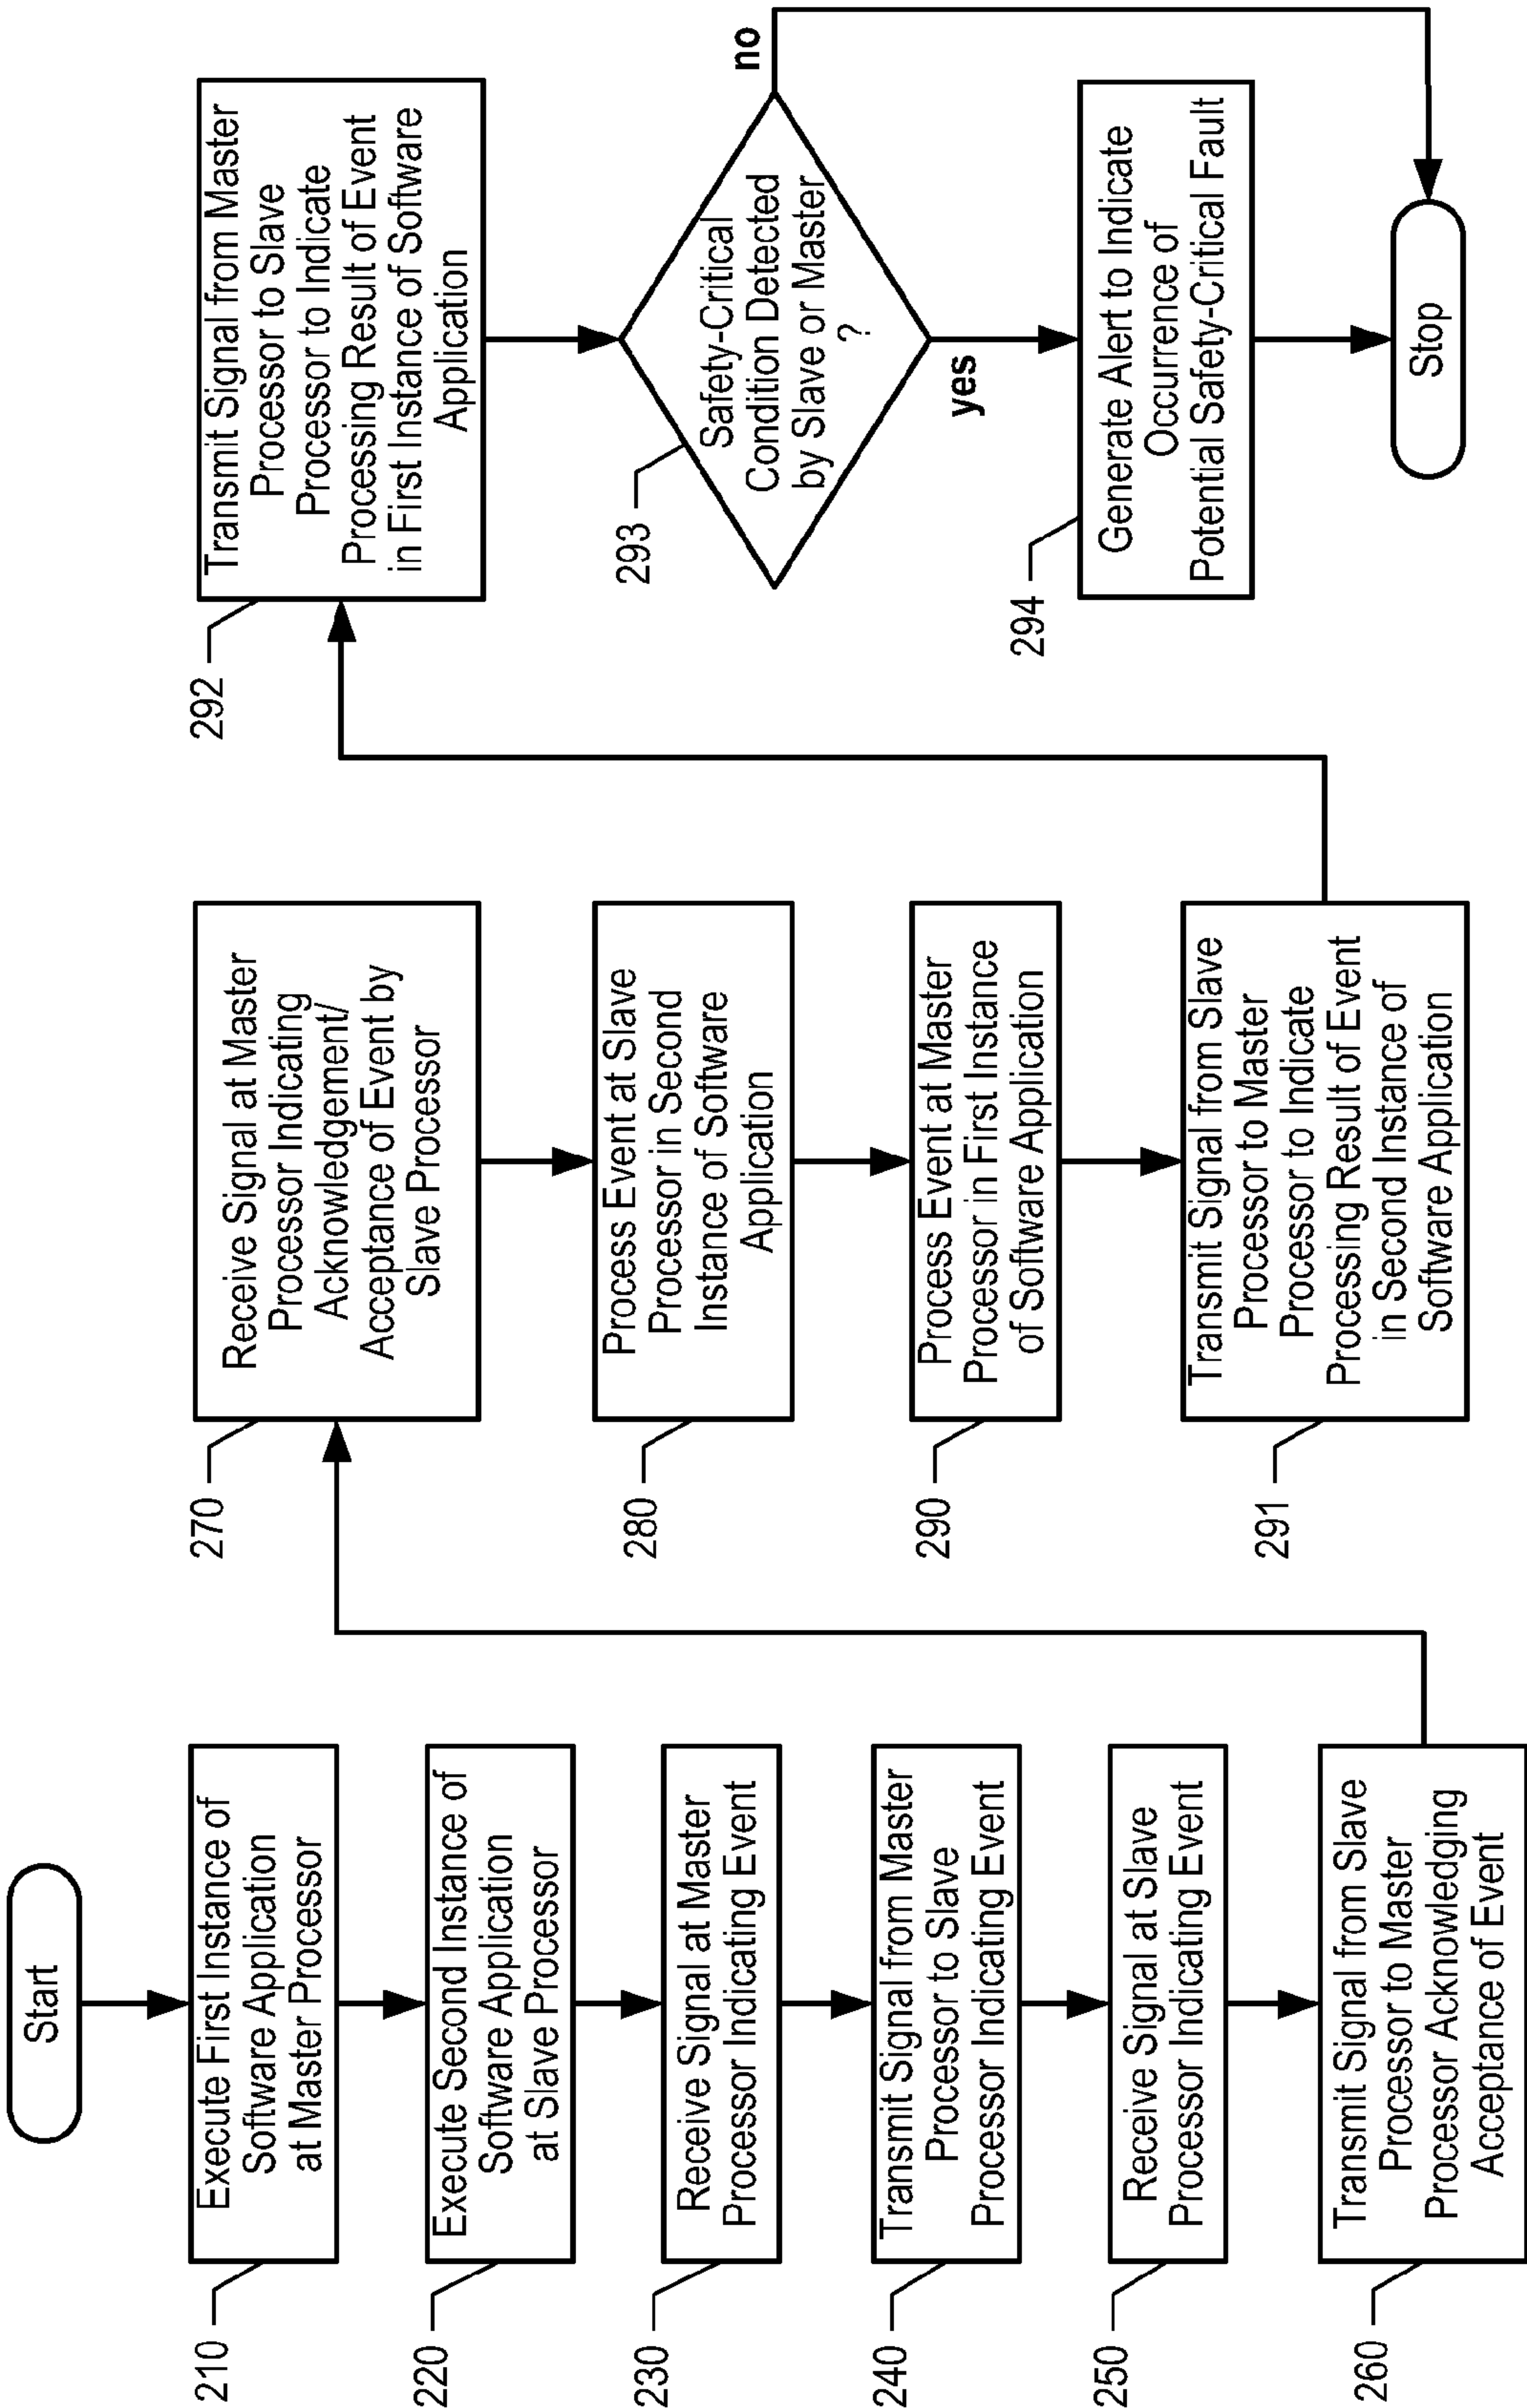 Start
210
Execute First Instance of
Software Application
at Master Processor
220
Execute Second Instance of
Software Application
at Slave Processor
230
Receive Signal at Master
Processor Indicating Event
240
Transmit Signal from Master
Processor to Slave
Processor Indicating Event
250
Receive Signal at Slave
Processor Indicating Event
260
Transmit Signal from Slave
Processor to Master
Processor Acknowledging
Acceptance of Event
270
Receive Signal at Master
Processor Indicating
Acknowledgement/
Acceptance of Event by
Slave Processor
280
Process Event at Slave
Processor in Second
Instance of Software
Application
290
Process Event at Master
Processor in First Instance
of Software Application
291
Transmit Signal from Slave
Processor to Master
Processor to Indicate
Processing Result of Event
in Second Instance of
Software Application
292
Transmit Signal from Master
Processor to Slave
Processor to Indicate
Processing Result of Event
in First Instance of Software
Application
293
Safety-Critical
Condition Detected
by Slave or Master
?
no
yes
294
Generate Alert to Indicate
Occurrence of
Potential Safety-Critical Fault
Stop